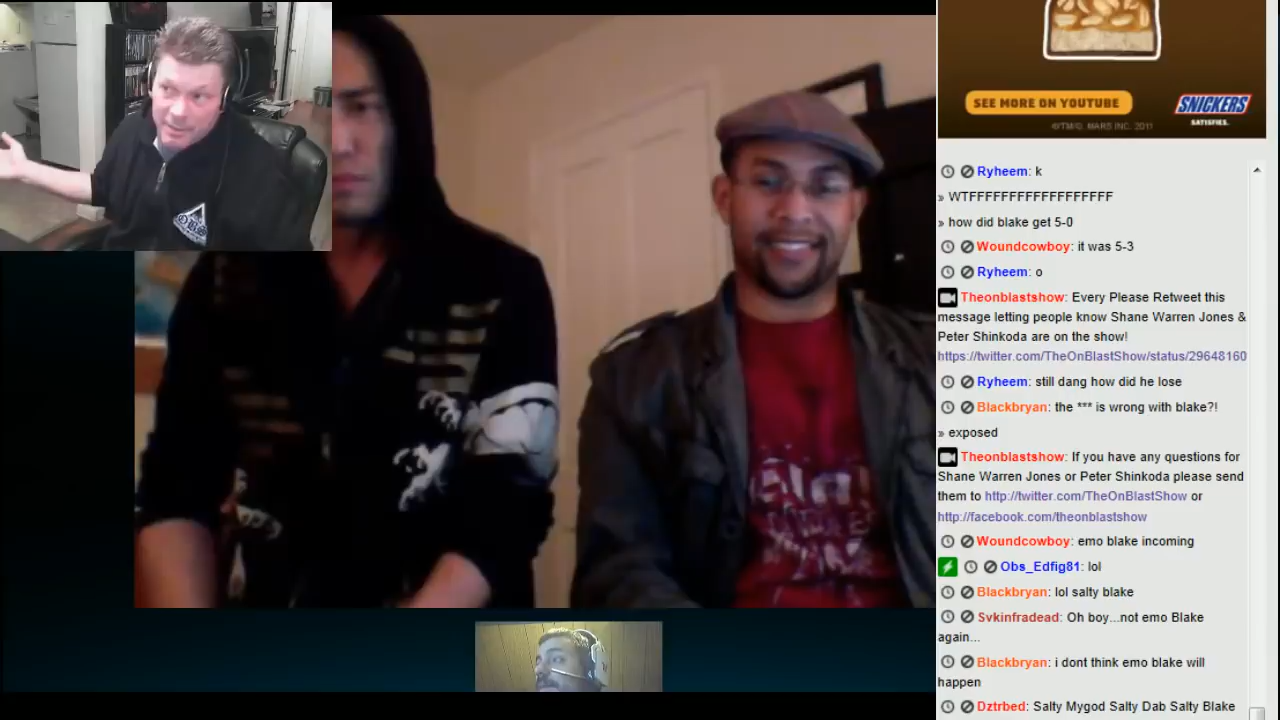 SEE MORE ON YOUTUBE
SNICKERS
SATISFIES.
©TM/© MARS INC. 2011
Ryheem: k
» WTFFFFFFFFFFFFFFFFFF
» how did blake get 5-0
Woundcowboy: it was 5-3
Ryheem: o
Theonblastshow: Every Please Retweet this
message letting people know Shane Warren Jones &
Peter Shinkoda are on the show!
https://twitter.com/TheOnBlastShow/status/29648160
Ryheem: still dang how did he lose
Blackbryan: the *** is wrong with blake?!
» exposed
Theonblastshow: If you have any questions for
Shane Warren Jones or Peter Shinkoda please send
them to http://twitter.com/TheOnBlastShow or
http://facebook.com/theonblastshow
Woundcowboy: emo blake incoming
Obs_Edfig81: lol
Blackbryan: lol salty blake
Svkinfradead: Oh boy...not emo Blake
again...
Blackbryan: i dont think emo blake will
happen
Dztrbed: Salty Mygod Salty Dab Salty Blake